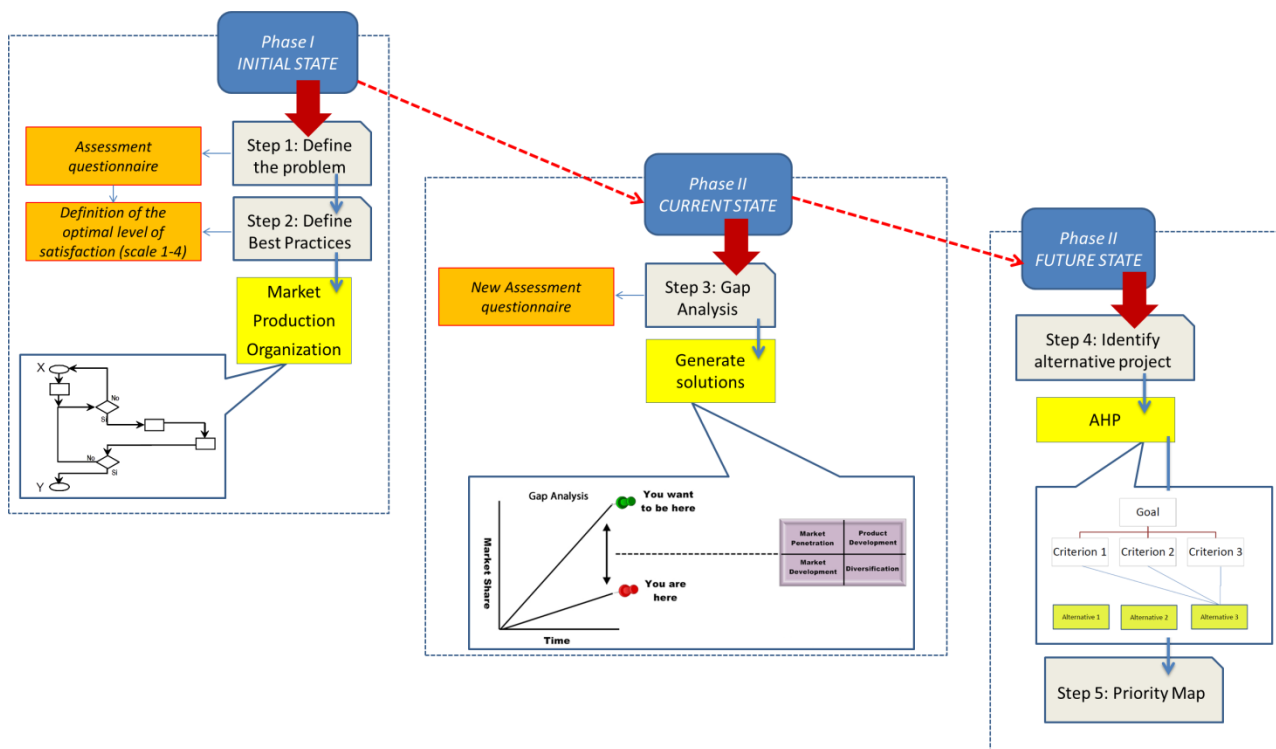 Phase I
INITIAL STATE
Assessment
questionnaire
Step 1: Define
the problem
Definition of the
optimal level of
satisfaction (scale 1-4)
Step 2: Define
Best Practices
Market
Production
Organization
X
No
Si
No
Si
Y
Phase II
CURRENT STATE
New Assessment
questionnaire
Step 3: Gap
Analysis
Generate
solutions
Gap Analysis
You want
to be here
Market Share
You are
here
Time
Market
Penetration
Product
Development
Market
Development
Diversification
Phase II
FUTURE STATE
Step 4: Identify
alternative project
AHP
Goal
Criterion 1
Criterion 2
Criterion 3
Alternative 1
Alternative 2
Alternative 3
Step 5: Priority Map